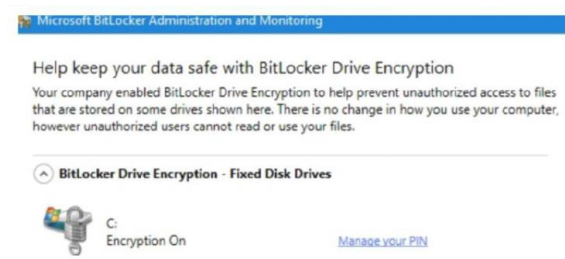 Microsoft BitLocker Administration and Monitoring
Help keep your data safe with BitLocker Drive Encryption
Your company enabled BitLocker Drive Encryption to help prevent unauthorized access to files
that are stored on some drives shown here. There is no change in how you use your computer,
however unauthorized users cannot read or use your files.
BitLocker Drive Encryption - Fixed Disk Drives
C:
Encryption On Manage your PIN